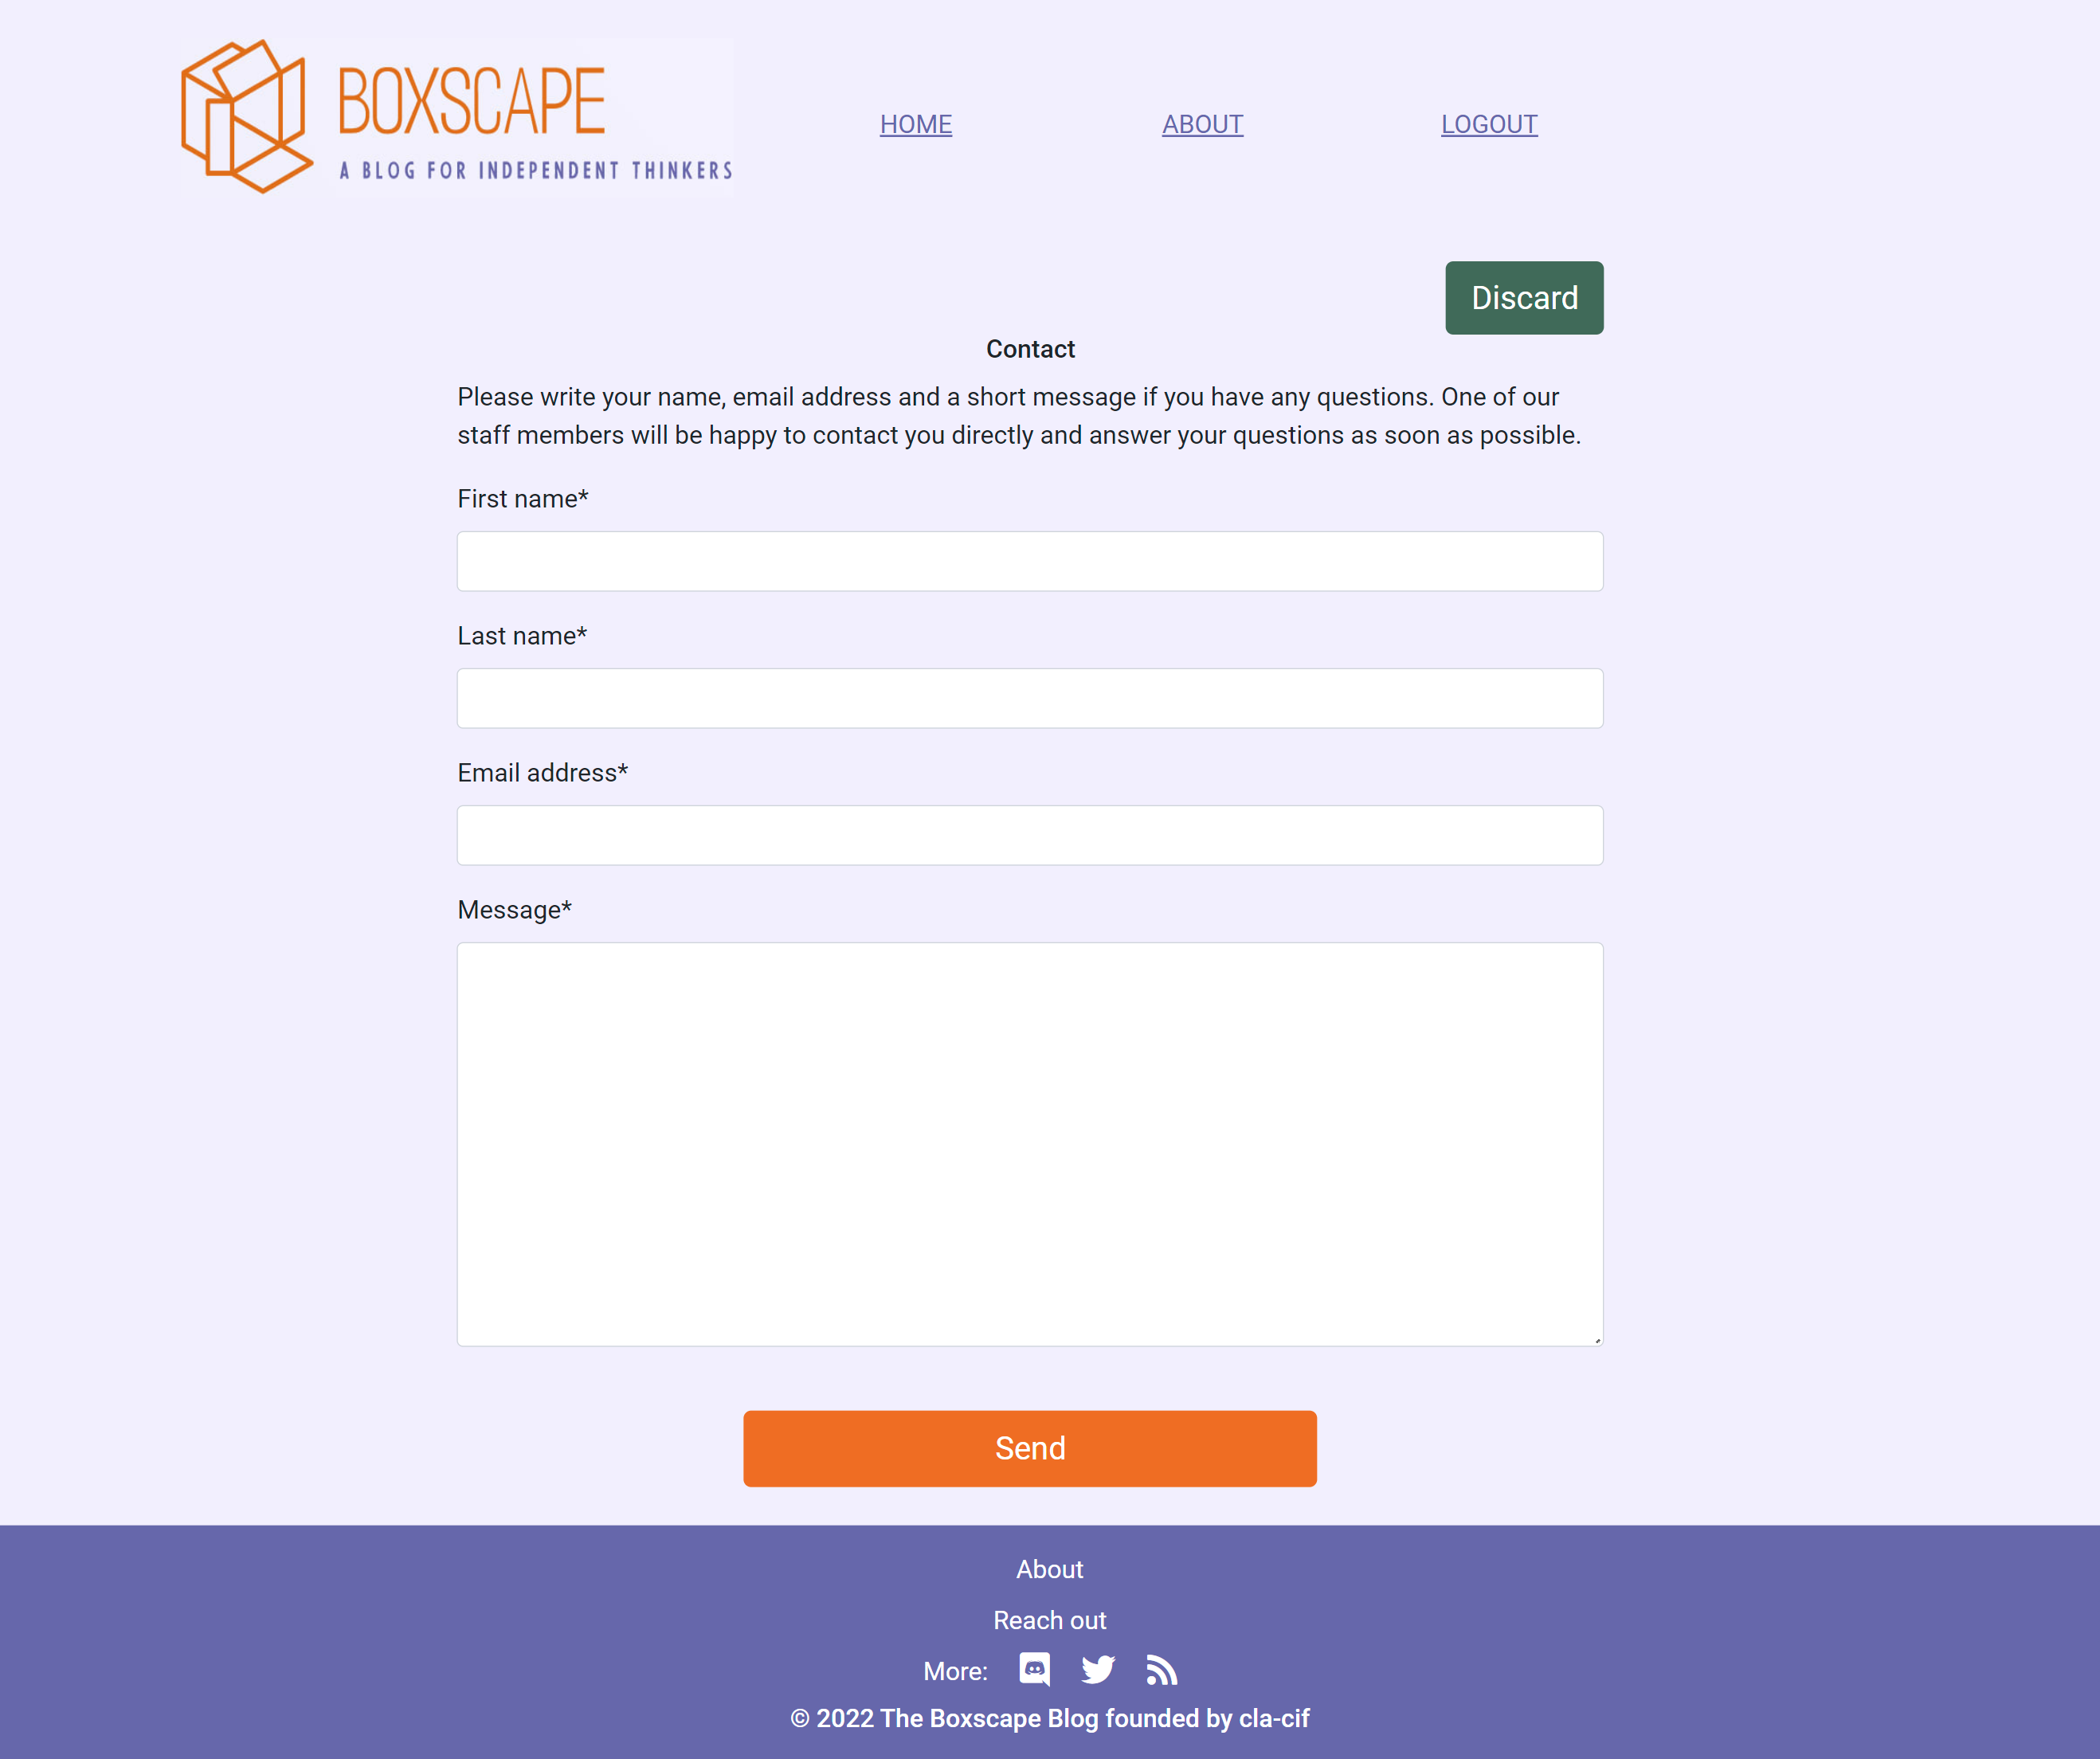 BOXSCAPE
A BLOG FOR INDEPENDENT THINKERS
HOME
ABOUT
LOGOUT
Discard
Contact
Please write your name, email address and a short message if you have any questions. One of our
staff members will be happy to contact you directly and answer your questions as soon as possible.
First name*
Last name*
Email address*
Message*
Send
About
Reach out
More:
© 2022 The Boxscape Blog founded by cla-cif